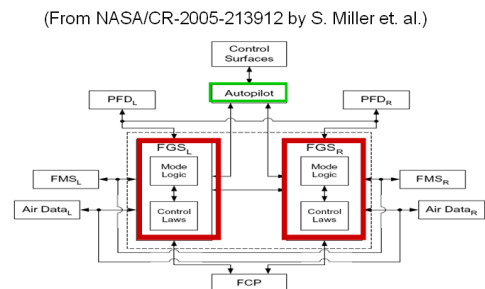 (From NASA/CR-2005-213912 by S. Miller et. al.)
Control
Surfaces
Autopilot
PFDL
PFDR
FGSL
FGSR
Mode
Logic
Mode
Logic
FMSL
FMSR
Air DataL
Control
Laws
Control
Laws
Air DataR
FCP